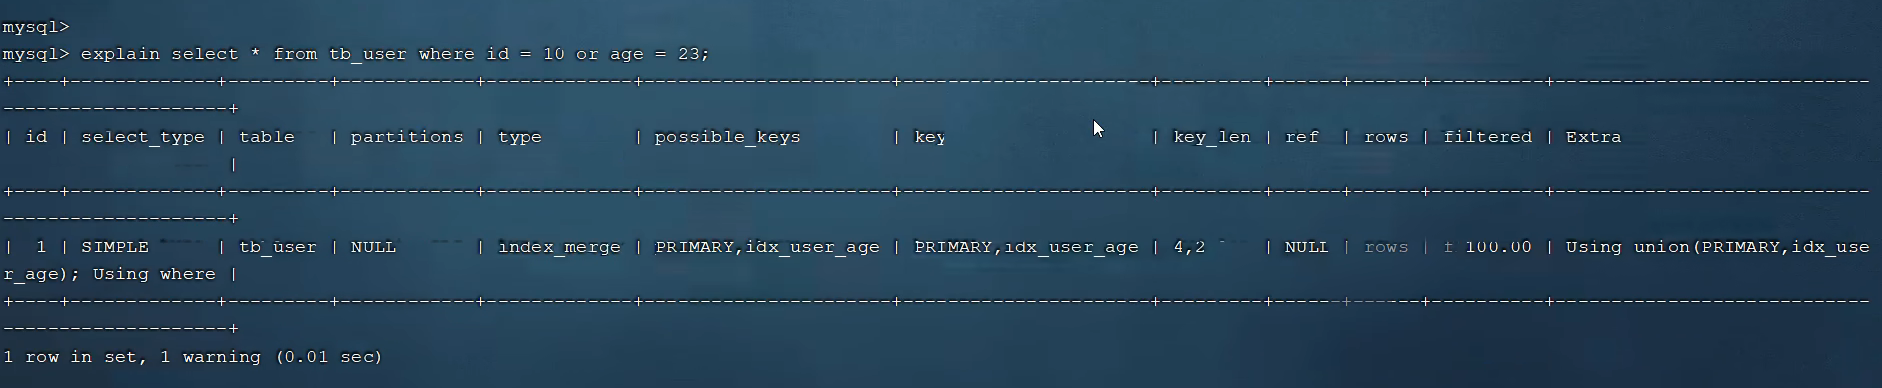 mysql>
mysql> explain select * from tb_user where id = 10 or age = 23;
+----+-------------+---------+------------+-------------+----------------------+----------------------+---------+------+------+----------+----------------------------
--------------------+
| id | select_type | table   | partitions | type        | possible_keys        | key                  | key_len | ref  | rows | filtered | Extra
                    |
+----+-------------+---------+------------+-------------+----------------------+----------------------+---------+------+------+----------+----------------------------
--------------------+
|  1 | SIMPLE      | tb_user | NULL       | index_merge | PRIMARY,idx_user_age | PRIMARY,idx_user_age | 4,2     | NULL | rows | 100.00 | Using union(PRIMARY,idx_use
r_age); Using where |
+----+-------------+---------+------------+-------------+----------------------+----------------------+---------+------+------+----------+----------------------------
--------------------+
1 row in set, 1 warning (0.01 sec)